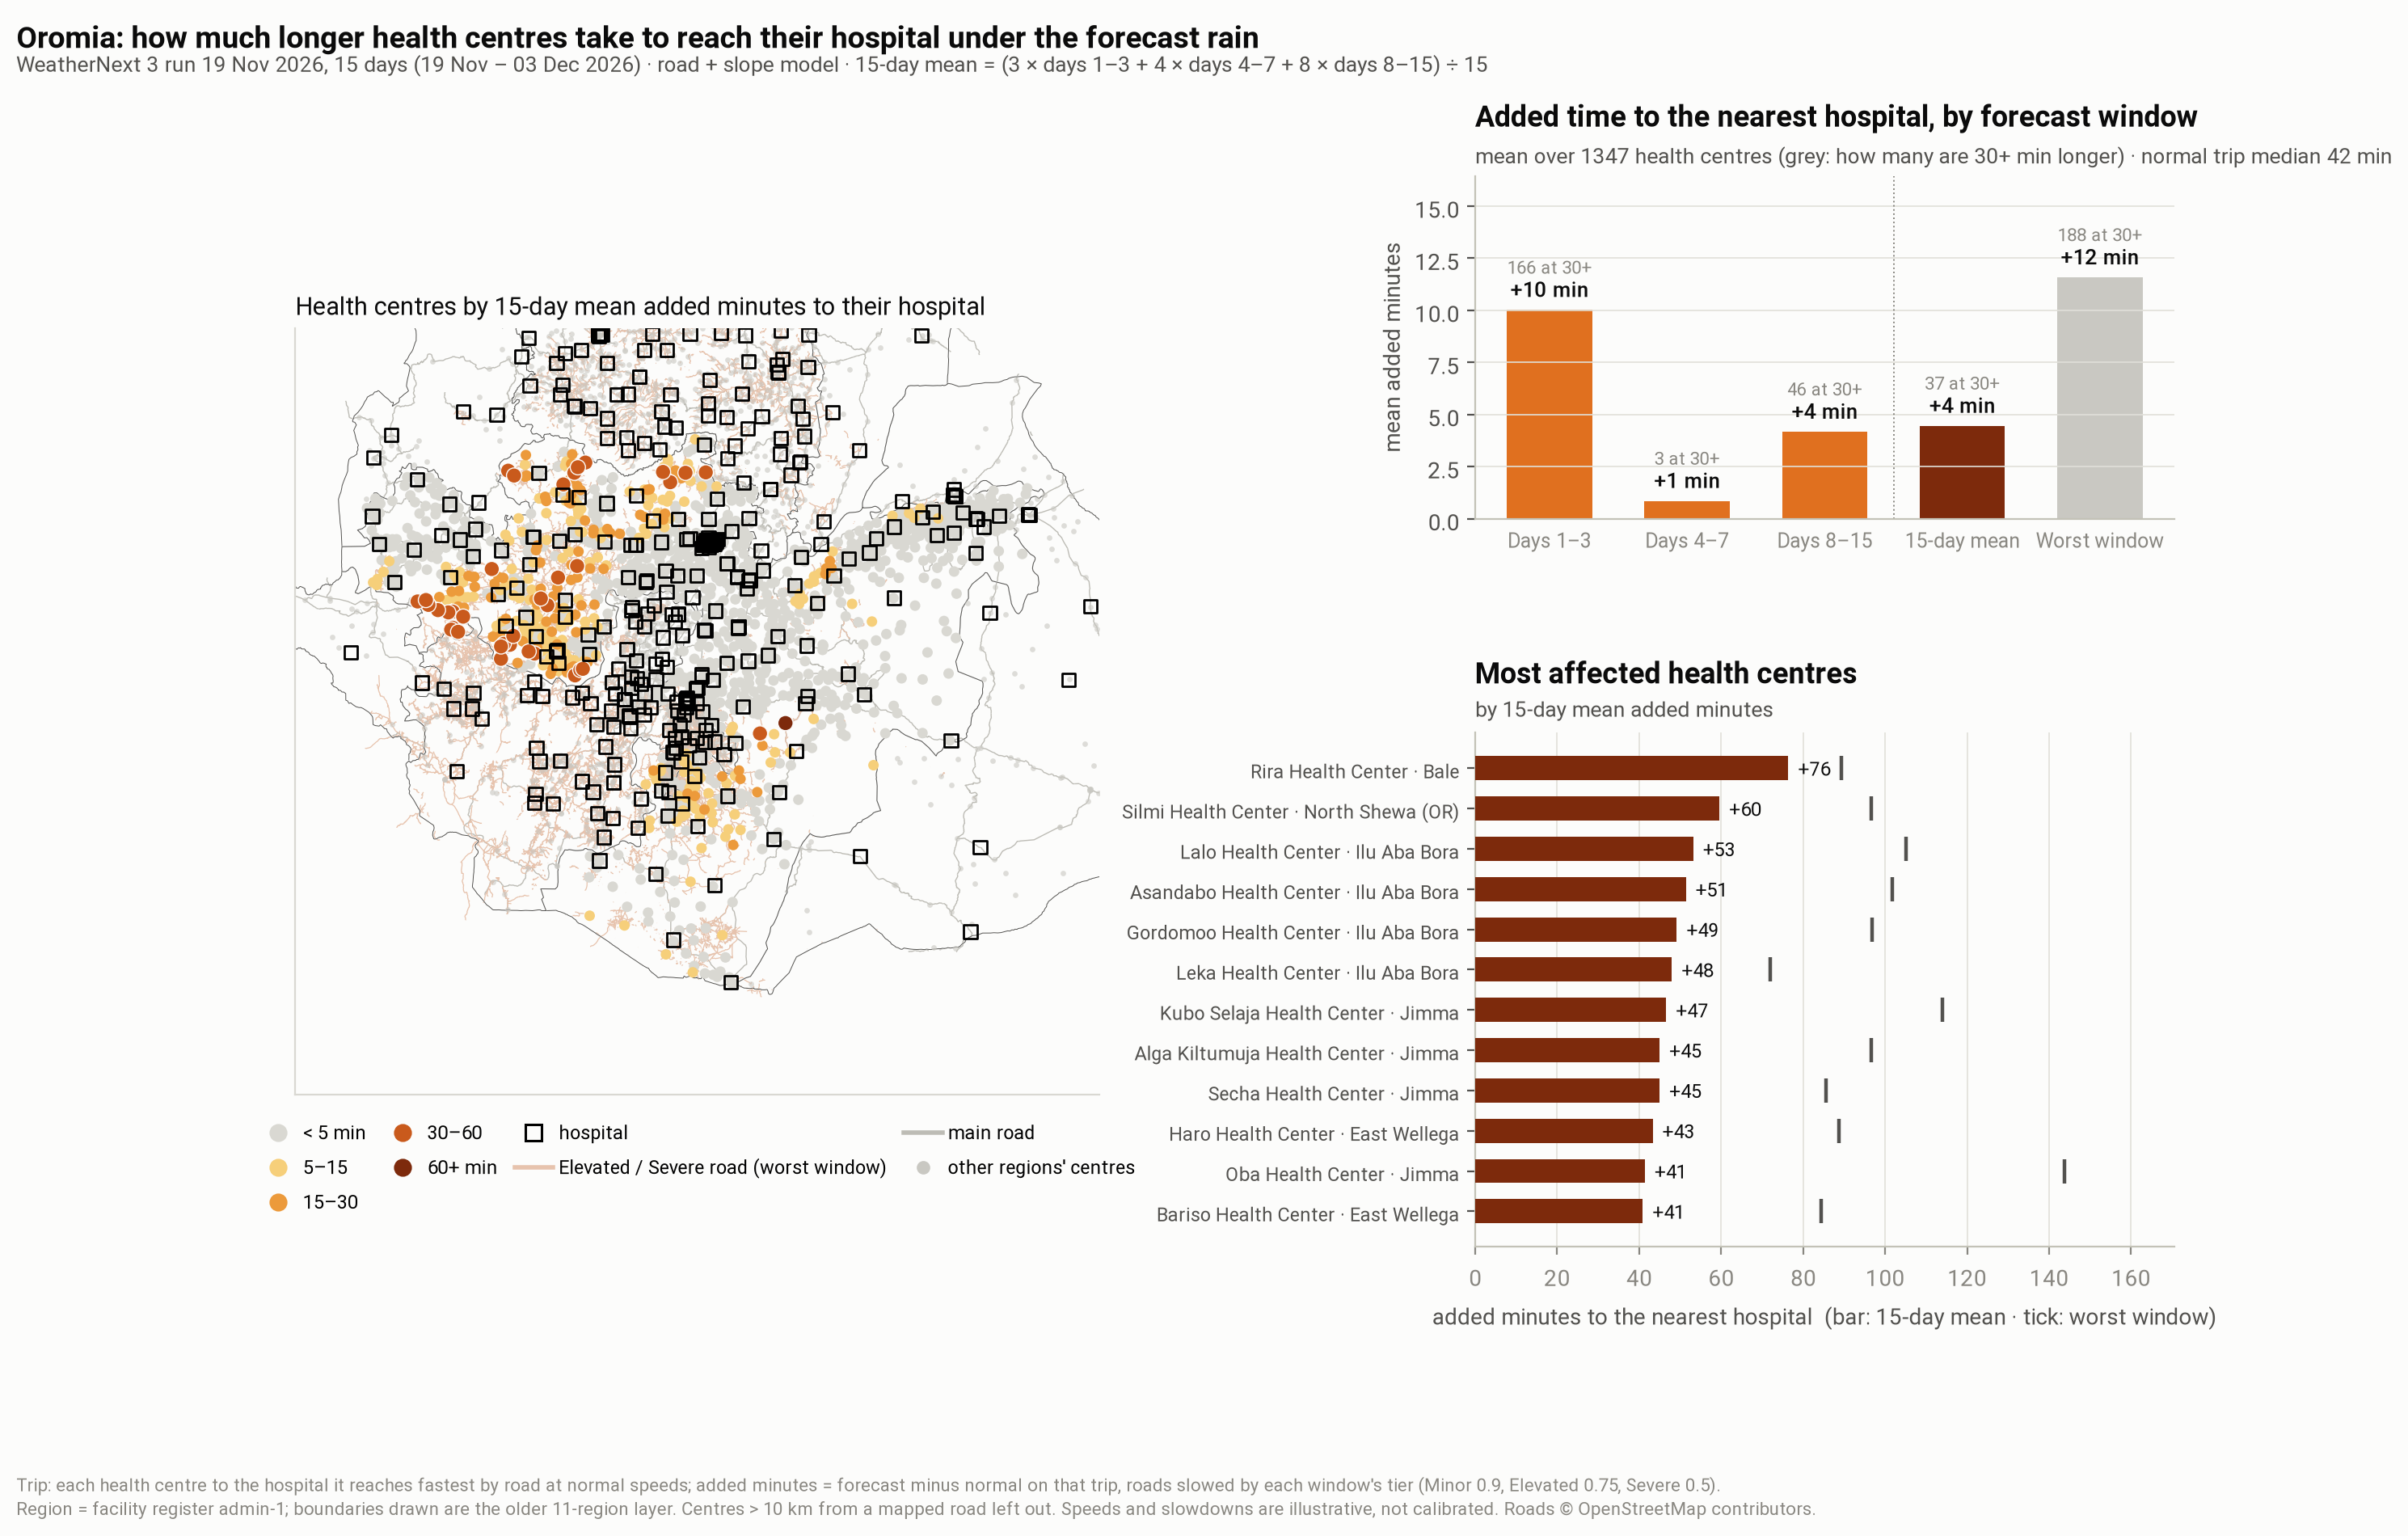 Oromia: how much longer health centres take to reach their hospital under the forecast rain
WeatherNext 3 run 19 Nov 2026, 15 days (19 Nov – 03 Dec 2026) · road + slope model · 15-day mean = (3 × days 1–3 + 4 × days 4–7 + 8 × days 8–15) ÷ 15
Health centres by 15-day mean added minutes to their hospital
< 5 min
5–15
15–30
30–60
60+ min
hospital
Elevated / Severe road (worst window)
main road
other regions' centres
Added time to the nearest hospital, by forecast window
mean over 1347 health centres (grey: how many are 30+ min longer) · normal trip median 42 min
mean added minutes
15.0
12.5
10.0
7.5
5.0
2.5
0.0
166 at 30+
+10 min
3 at 30+
+1 min
46 at 30+
+4 min
37 at 30+
+4 min
188 at 30+
+12 min
Days 1–3
Days 4–7
Days 8–15
15-day mean
Worst window
Most affected health centres
by 15-day mean added minutes
Rira Health Center · Bale
+76
Silmi Health Center · North Shewa (OR)
+60
Lalo Health Center · Ilu Aba Bora
+53
Asandabo Health Center · Ilu Aba Bora
+51
Gordomoo Health Center · Ilu Aba Bora
+49
Leka Health Center · Ilu Aba Bora
+48
Kubo Selaja Health Center · Jimma
+47
Alga Kiltumuja Health Center · Jimma
+45
Secha Health Center · Jimma
+45
Haro Health Center · East Wellega
+43
Oba Health Center · Jimma
+41
Bariso Health Center · East Wellega
+41
0 20 40 60 80 100 120 140 160
added minutes to the nearest hospital (bar: 15-day mean · tick: worst window)
Trip: each health centre to the hospital it reaches fastest by road at normal speeds; added minutes = forecast minus normal on that trip, roads slowed by each window's tier (Minor 0.9, Elevated 0.75, Severe 0.5).
Region = facility register admin-1; boundaries drawn are the older 11-region layer. Centres > 10 km from a mapped road left out. Speeds and slowdowns are illustrative, not calibrated. Roads © OpenStreetMap contributors.